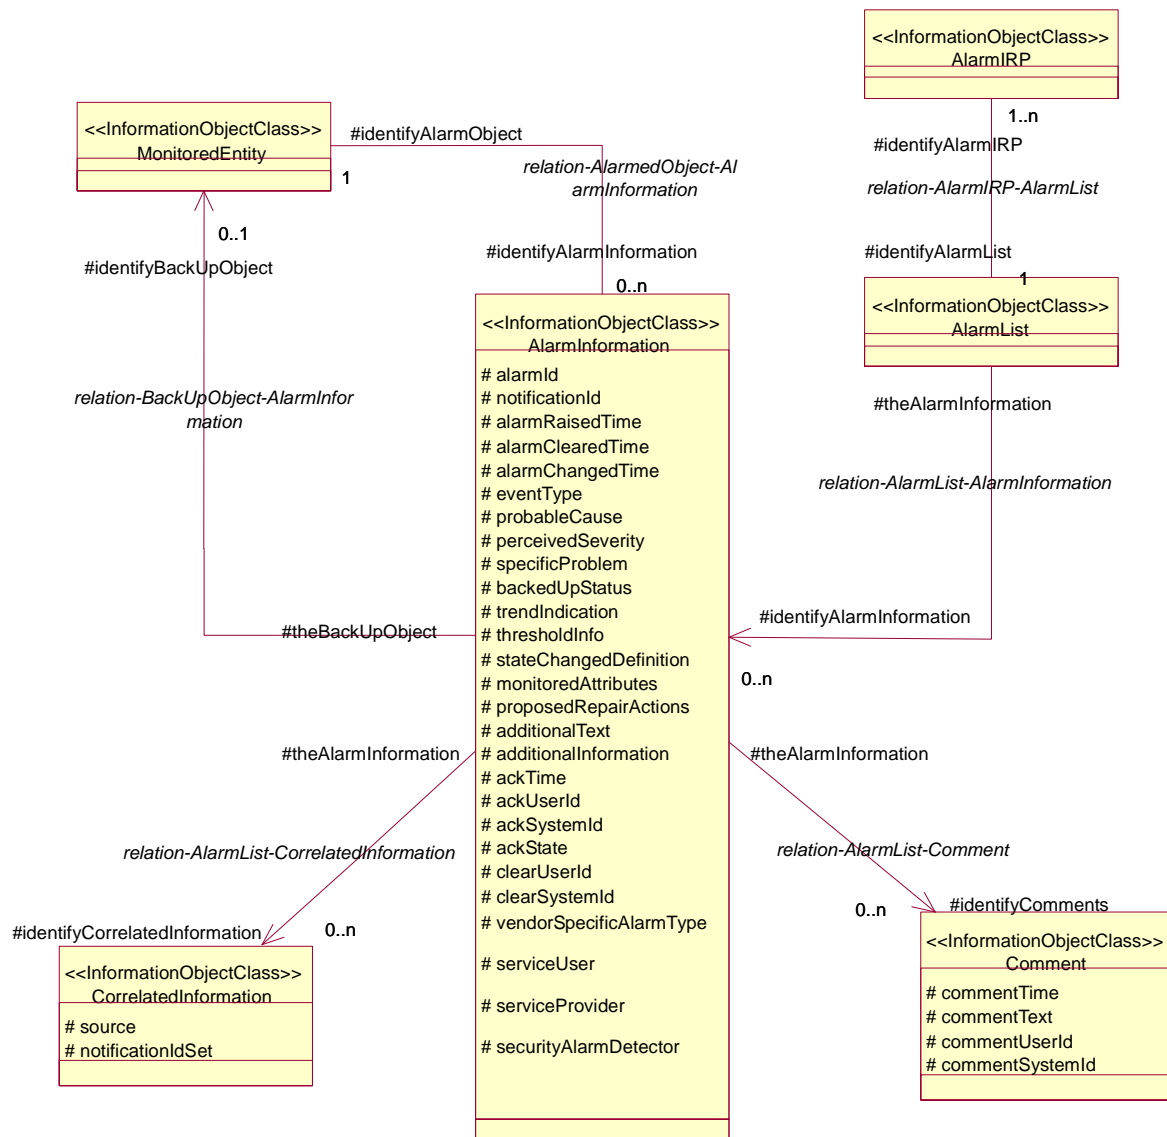 <<InformationObjectClass>>
AlarmIRP
1..n
#identifyAlarmIRP
relation-AlarmIRP-AlarmList
#identifyAlarmList
1
<<InformationObjectClass>>
AlarmList
#theAlarmInformation
relation-AlarmList-AlarmInformation
#identifyAlarmInformation
0..n
<<InformationObjectClass>>
MonitoredEntity
#identifyAlarmObject
1
relation-AlarmedObject-Al
armInformation
#identifyAlarmInformation
0..n
0..1
#identifyBackUpObject
relation-BackUpObject-AlarmInfor
mation
#theBackUpObject
<<InformationObjectClass>>
AlarmInformation
# alarmId
# notificationId
# alarmRaisedTime
# alarmClearedTime
# alarmChangedTime
# eventType
# probableCause
# perceivedSeverity
# specificProblem
# backedUpStatus
# trendIndication
# thresholdInfo
# stateChangedDefinition
# monitoredAttributes
# proposedRepairActions
# additionalText
# additionalInformation
# ackTime
# ackUserId
# ackSystemId
# ackState
# clearUserId
# clearSystemId
# vendorSpecificAlarmType
# serviceUser
# serviceProvider
# securityAlarmDetector
#theAlarmInformation
relation-AlarmList-CorrelatedInformation
0..n
#identifyCorrelatedInformation
<<InformationObjectClass>>
CorrelatedInformation
# source
# notificationIdSet
#theAlarmInformation
relation-AlarmList-Comment
0..n
#identifyComments
<<InformationObjectClass>>
Comment
# commentTime
# commentText
# commentUserId
# commentSystemId